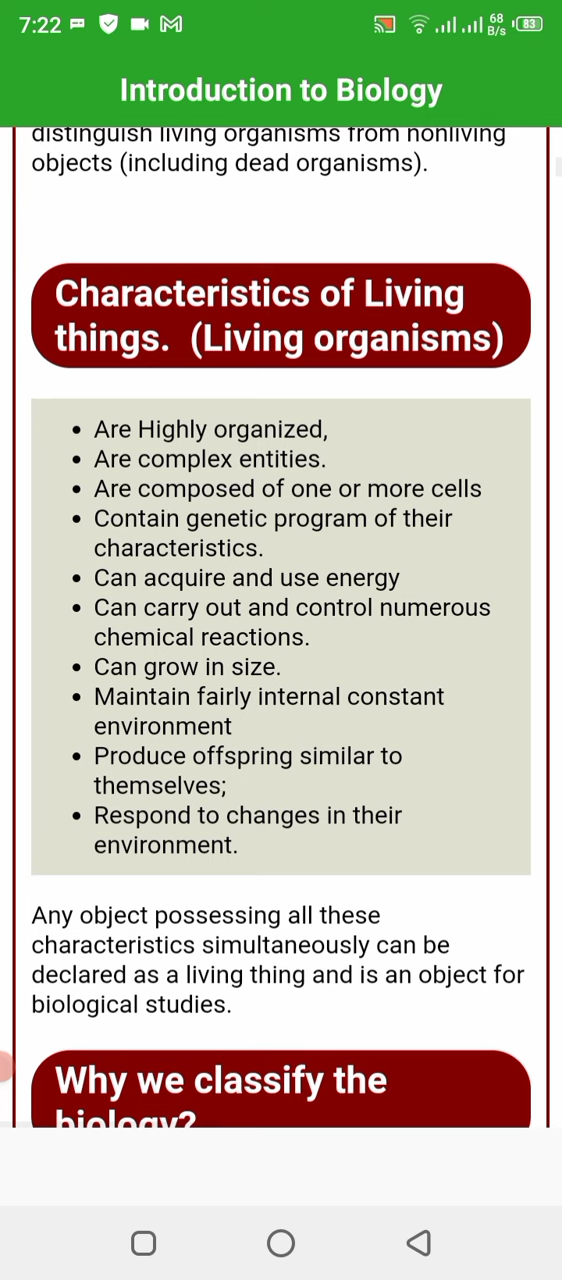 7:22
68
B/s
83
Introduction to Biology
distinguish living organisms from nonliving
objects (including dead organisms).
Characteristics of Living
things.  (Living organisms)
• Are Highly organized,
• Are complex entities.
• Are composed of one or more cells
• Contain genetic program of their
characteristics.
• Can acquire and use energy
• Can carry out and control numerous
chemical reactions.
• Can grow in size.
• Maintain fairly internal constant
environment
• Produce offspring similar to
themselves;
• Respond to changes in their
environment.
Any object possessing all these
characteristics simultaneously can be
declared as a living thing and is an object for
biological studies.
Why we classify the
biology?